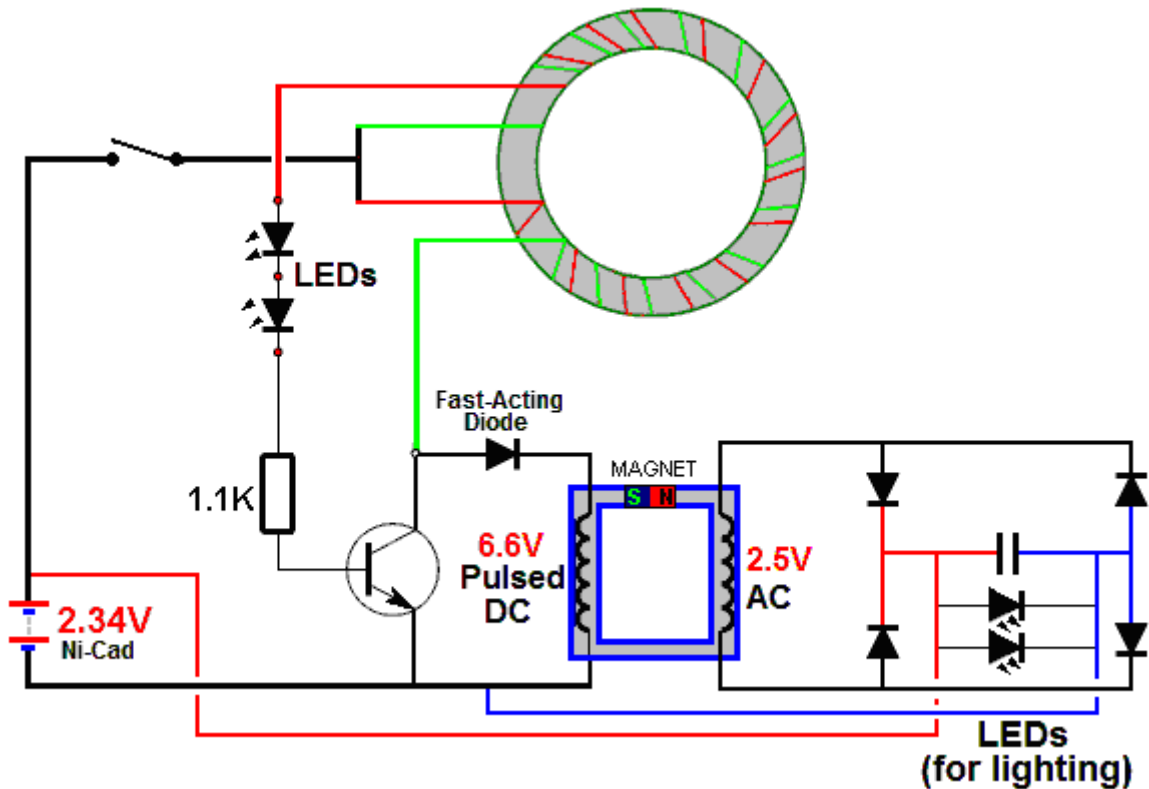 LEDs
Fast-Acting
Diode
MAGNET
S N
1.1K
6.6V
Pulsed
DC
2.5V
AC
2.34V
Ni-Cad
LEDs
(for lighting)